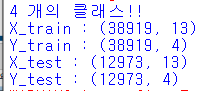 4 개의 클래스!!
X_train : (38919, 13)
Y_train : (38919, 4)
X_test : (12973, 13)
Y_test : (12973, 4)